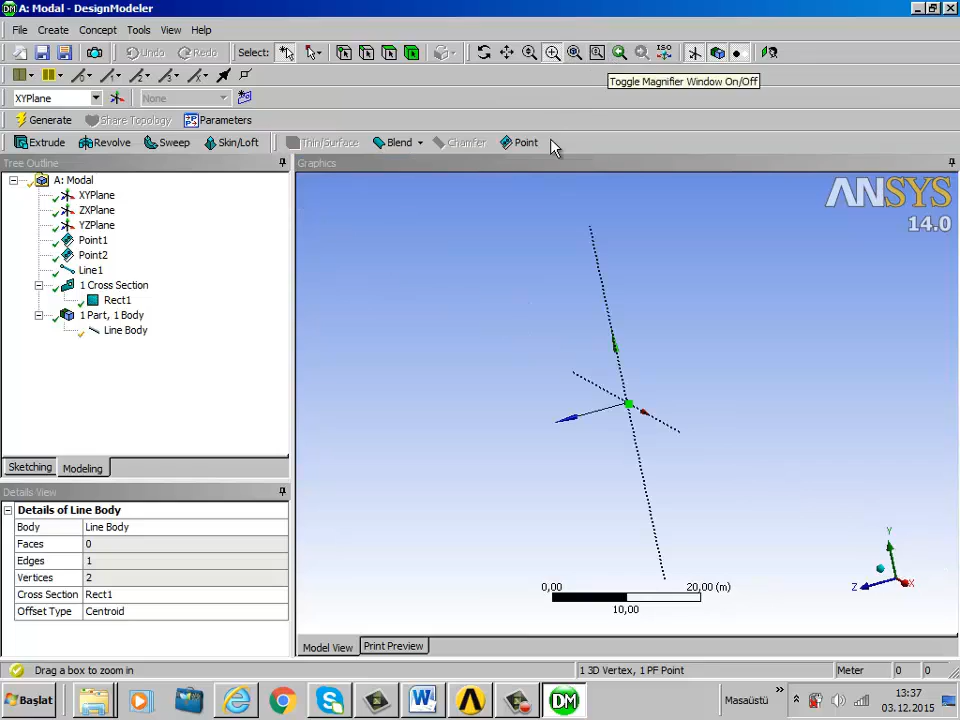 A: Modal - DesignModeler
File Create Concept Tools View Help
Undo Redo Select: ISO
XYPlane None
Generate Share Topology Parameters
Toggle Magnifier Window On/Off
Extrude Revolve Sweep Skin/Loft Thin/Surface Blend Chamfer Point
Tree Outline
Graphics
A: Modal
XYPlane
ZXPlane
YZPlane
Point1
Point2
Line1
1 Cross Section
Rect1
1 Part, 1 Body
Line Body
Sketching Modeling
Details View
Details of Line Body
Body Line Body
Faces 0
Edges 1
Vertices 2
Cross Section Rect1
Offset Type Centroid
ANSYS
14.0
Y
Z
X
0,00 20,00 (m)
10,00
Model View Print Preview
Drag a box to zoom in 1 3D Vertex, 1 PF Point Meter 0 0
Başlat W DM Masaüstü 13:37
03.12.2015